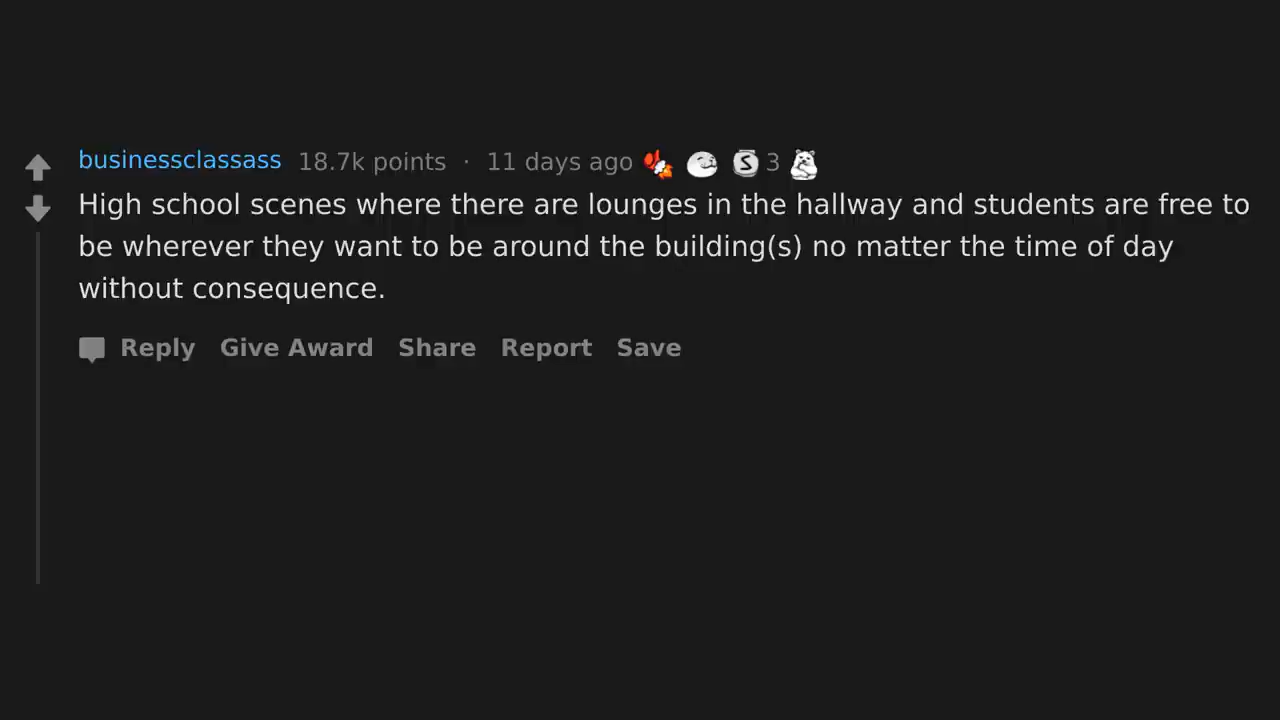 businessclassass 18.7k points · 11 days ago S 3
High school scenes where there are lounges in the hallway and students are free to
be wherever they want to be around the building(s) no matter the time of day
without consequence.
Reply Give Award Share Report Save